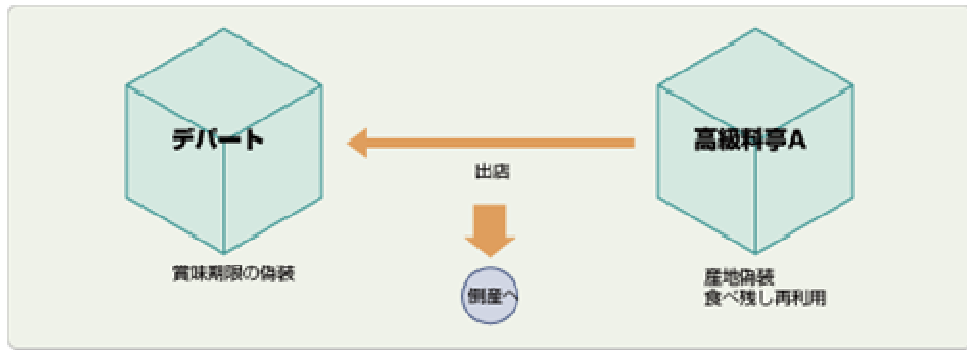 デパート
高級料亭A
出店
賞味期限の偽装
倒産へ
産地偽装
食べ残し再利用